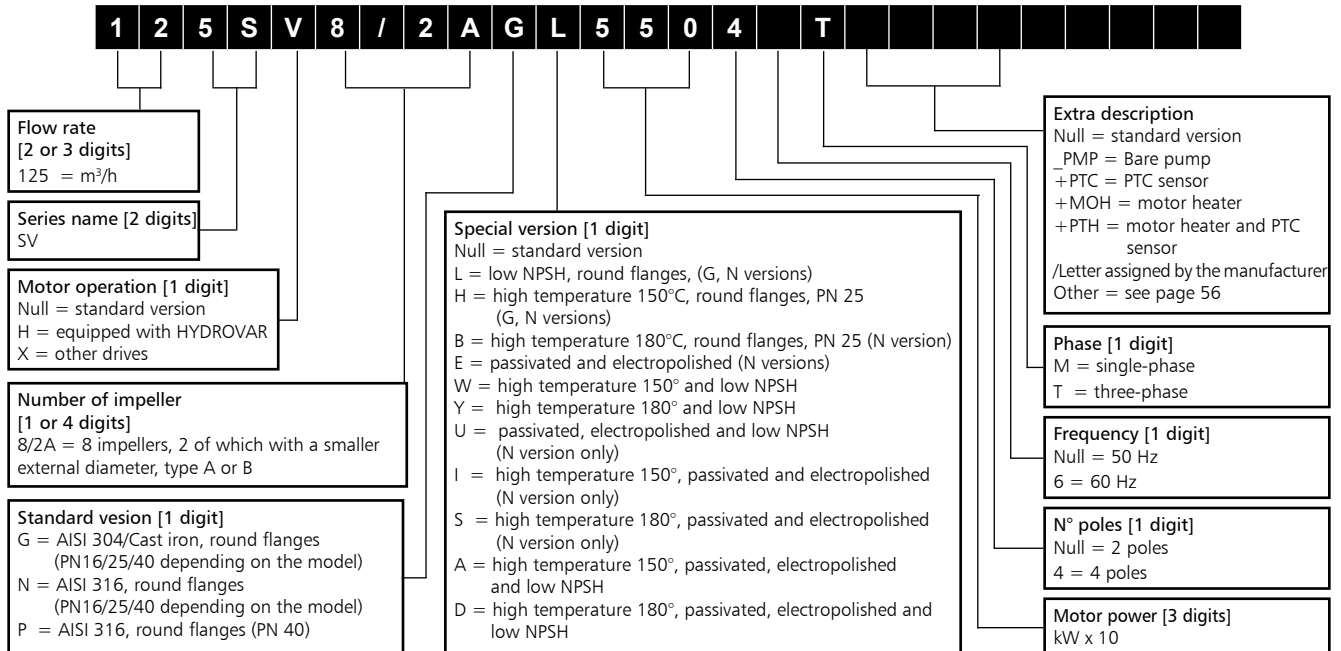 125SV8/2AGL5504 T
Flow rate
[2 or 3 digits]
125 = m³/h
Series name [2 digits]
SV
Motor operation [1 digit]
Null = standard version
H = equipped with HYDROVAR
X = other drives
Number of impeller
[1 or 4 digits]
8/2A = 8 impellers, 2 of which with a smaller
external diameter, type A or B
Standard vesion [1 digit]
G = AISI 304/Cast iron, round flanges
(PN16/25/40 depending on the model)
N = AISI 316, round flanges
(PN16/25/40 depending on the model)
P = AISI 316, round flanges (PN 40)
Special version [1 digit]
Null = standard version
L = low NPSH, round flanges, (G, N versions)
H = high temperature 150°C, round flanges, PN 25
(G, N versions)
B = high temperature 180°C, round flanges, PN 25 (N version)
E = passivated and electropolished (N versions)
W = high temperature 150° and low NPSH
Y = high temperature 180° and low NPSH
U = passivated, electropolished and low NPSH
(N version only)
I = high temperature 150°, passivated and electropolished
(N version only)
S = high temperature 180°, passivated and electropolished
(N version only)
A = high temperature 150°, passivated, electropolished
and low NPSH
D = high temperature 180°, passivated, electropolished and
low NPSH
Extra description
Null = standard version
_PMP = Bare pump
+PTC = PTC sensor
+MOH = motor heater
+PTH = motor heater and PTC
sensor
/Letter assigned by the manufacturer
Other = see page 56
Phase [1 digit]
M = single-phase
T = three-phase
Frequency [1 digit]
Null = 50 Hz
6 = 60 Hz
N° poles [1 digit]
Null = 2 poles
4 = 4 poles
Motor power [3 digits]
kW x 10